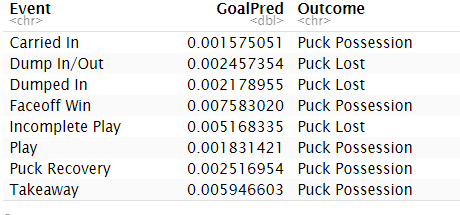 Event GoalPred Outcome
<chr> <dbl> <chr>
Carried In 0.001575051 Puck Possession
Dump In/Out 0.002457354 Puck Lost
Dumped In 0.002178955 Puck Lost
Faceoff Win 0.007583020 Puck Possession
Incomplete Play 0.005168335 Puck Lost
Play 0.001831421 Puck Possession
Puck Recovery 0.002516954 Puck Possession
Takeaway 0.005946603 Puck Possession